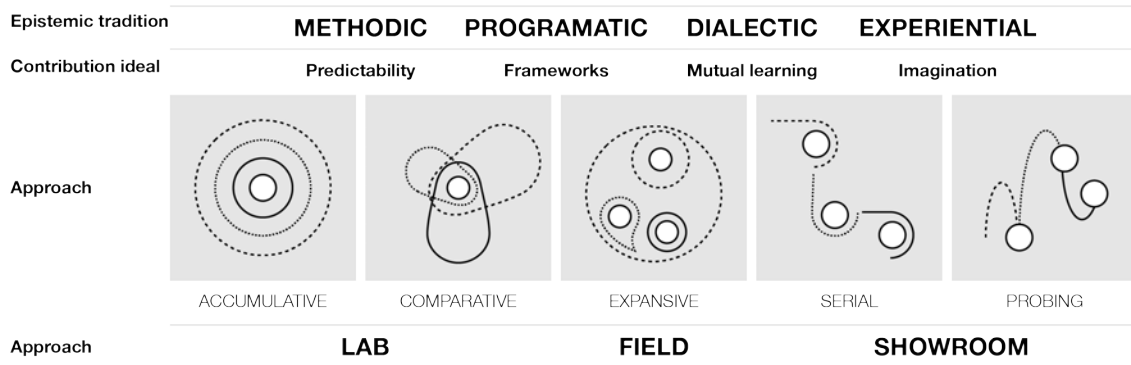 Epistemic tradition METHODIC PROGRAMATIC DIALECTIC EXPERIENTIAL
Contribution ideal Predictability Frameworks Mutual learning Imagination
Approach
ACCUMULATIVE COMPARATIVE EXPANSIVE SERIAL PROBING
Approach LAB FIELD SHOWROOM